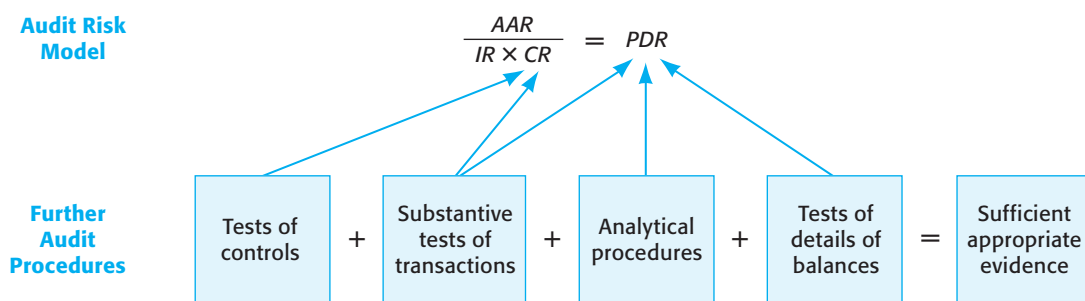 Audit Risk
Model
AAR
IR × CR
= PDR
Further
Audit
Procedures
Tests of
controls
+
Substantive
tests of
transactions
+
Analytical
procedures
+
Tests of
details of
balances
=
Sufficient
appropriate
evidence